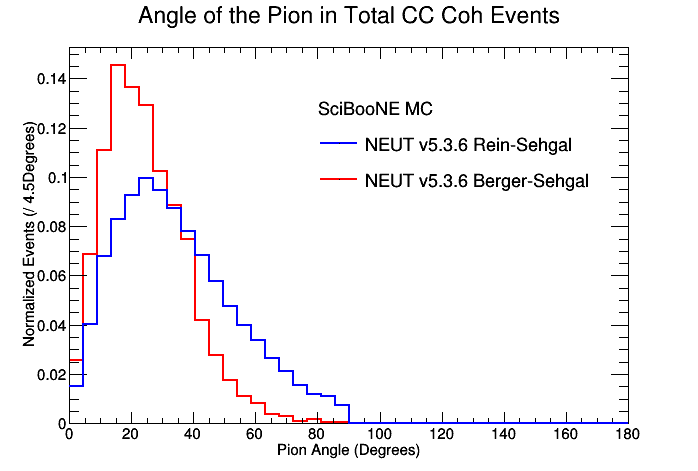 Angle of the Pion in Total CC Coh Events
Normalized Events (/ 4.5Degrees)
0.14
0.12
0.1
0.08
0.06
0.04
0.02
0
SciBooNE MC
NEUT v5.3.6 Rein-Sehgal
NEUT v5.3.6 Berger-Sehgal
0 20 40 60 80 100 120 140 160 180
Pion Angle (Degrees)